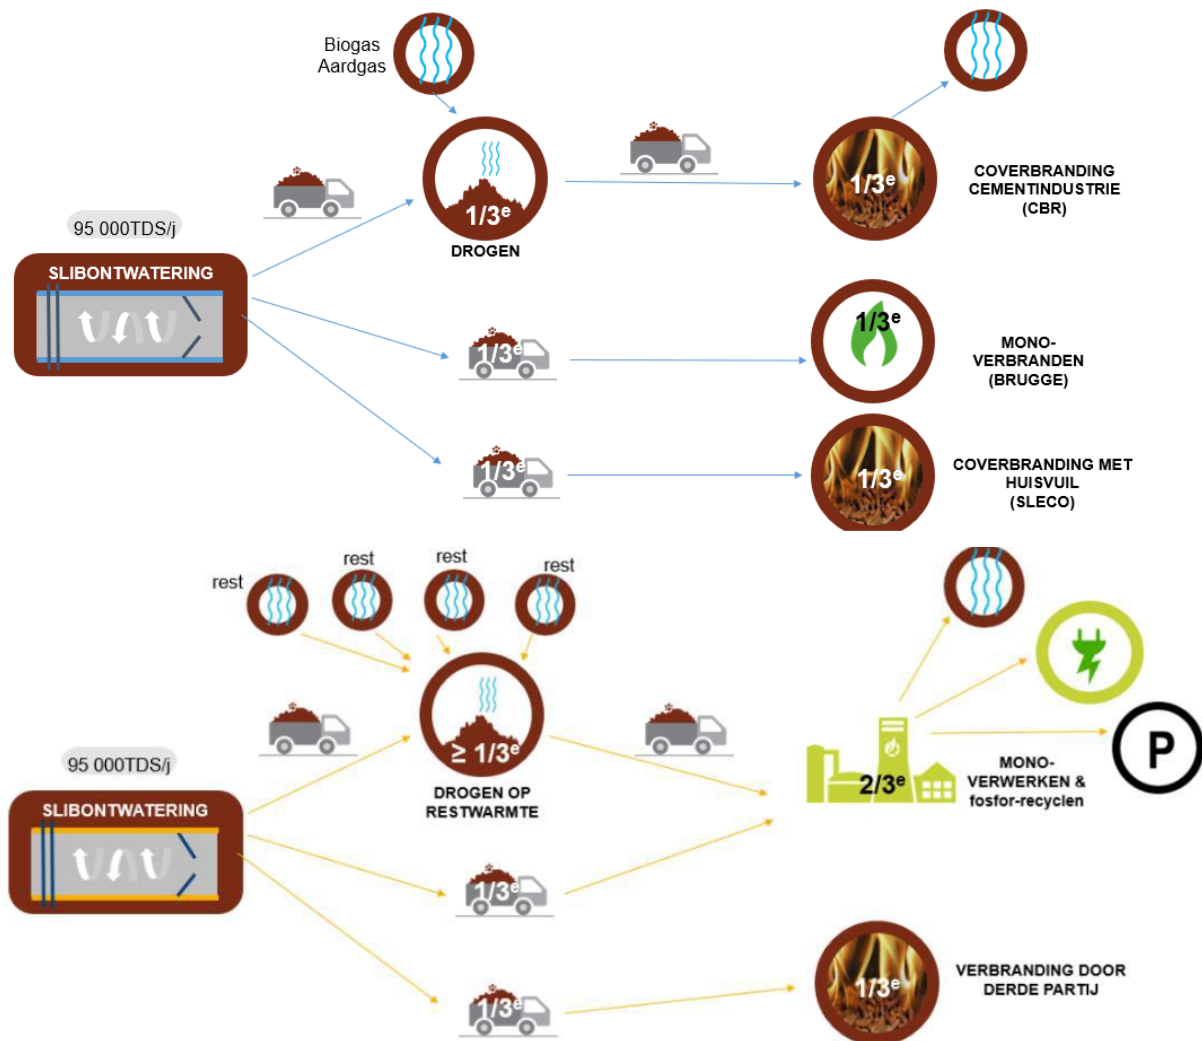 Biogas
Aardgas
95 000TDS/j
SLIBONTWATERING
1/3e
DROGEN
1/3e
COVERBRANDING
CEMENTINDUSTRIE
(CBR)
1/3e
1/3e
MONO-
VERBRANDEN
(BRUGGE)
1/3e
1/3e
COVERBRANDING MET
HUISVUIL
(SLECO)
rest
rest
rest
rest
95 000TDS/j
SLIBONTWATERING
≥ 1/3e
DROGEN OP
RESTWARMTE
2/3e
MONO-
VERWERKEN &
fosfor-recyclen
P
1/3e
1/3e
1/3e
VERBRANDING DOOR
DERDE PARTIJ